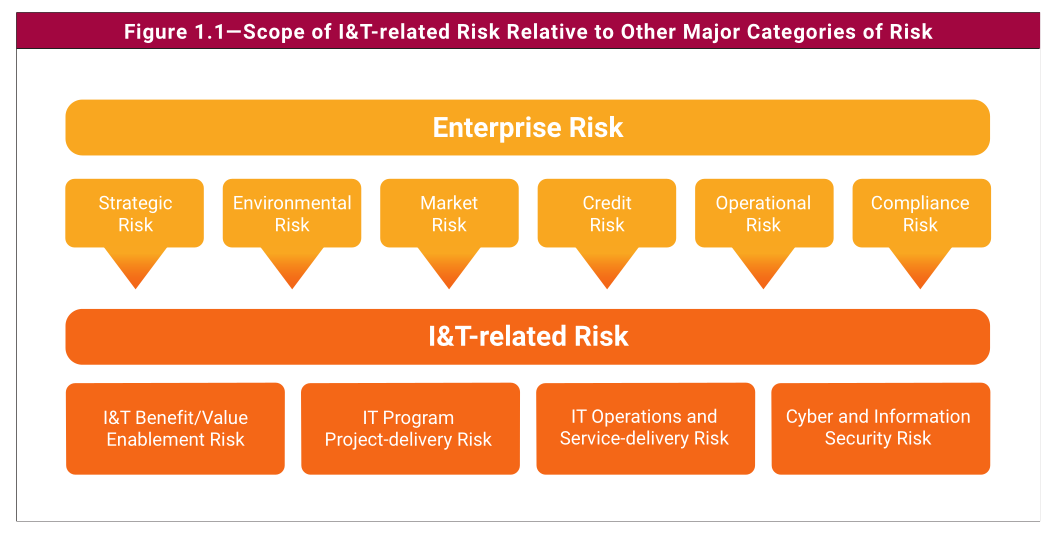 Figure 1.1—Scope of I&T-related Risk Relative to Other Major Categories of Risk
Enterprise Risk
Strategic
Risk
Environmental
Risk
Market
Risk
Credit
Risk
Operational
Risk
Compliance
Risk
I&T-related Risk
I&T Benefit/Value
Enablement Risk
IT Program
Project-delivery Risk
IT Operations and
Service-delivery Risk
Cyber and Information
Security Risk